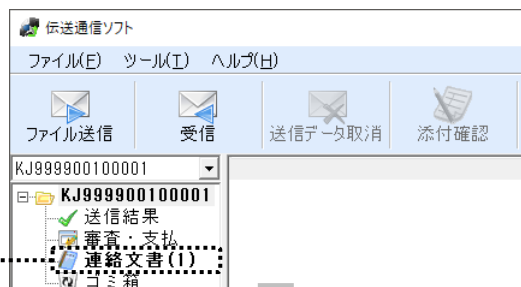 伝送通信ソフト
ファイル(F) ツール(T) ヘルプ(H)
ファイル送信 受信 送信データ取消 添付確認
KJ999900100001
KJ999900100001
送信結果
審査・支払
連絡文書(1)
ゴミ箱